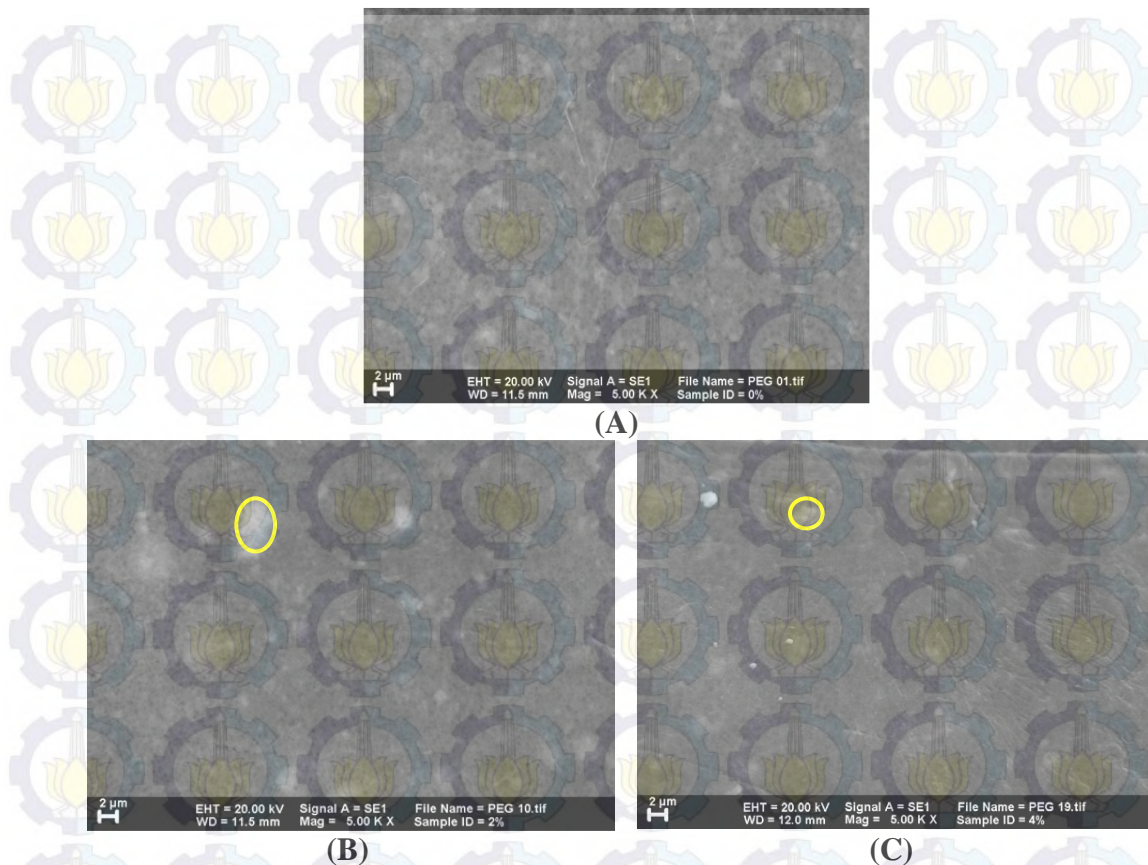 2 µm
EHT = 20.00 kV Signal A = SE1 File Name = PEG 01.tif
WD = 11.5 mm Mag = 5.00 K X Sample ID = 0%
(A)
2 µm
EHT = 20.00 kV Signal A = SE1 File Name = PEG 10.tif
WD = 11.5 mm Mag = 5.00 K X Sample ID = 2%
2 µm
EHT = 20.00 kV Signal A = SE1 File Name = PEG 19.tif
WD = 12.0 mm Mag = 5.00 K X Sample ID = 4%
(B) (C)